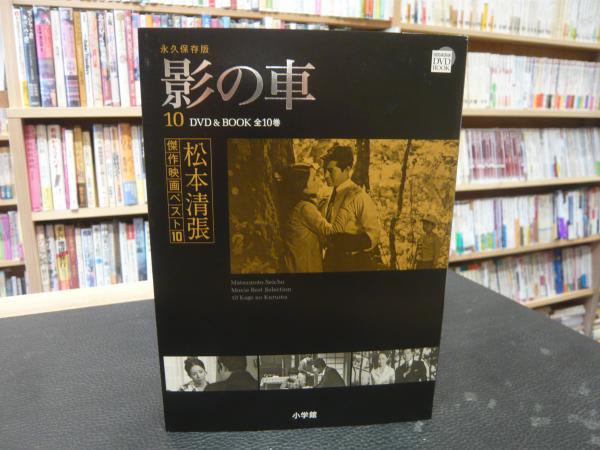 永久保存版
影の車
10 DVD & BOOK 全10巻
DVD
BOOK
松本清張
傑作映画ベスト10
Matsumoto Seicho
Movie Best Selection
10 Kage no Kuruma
小学館